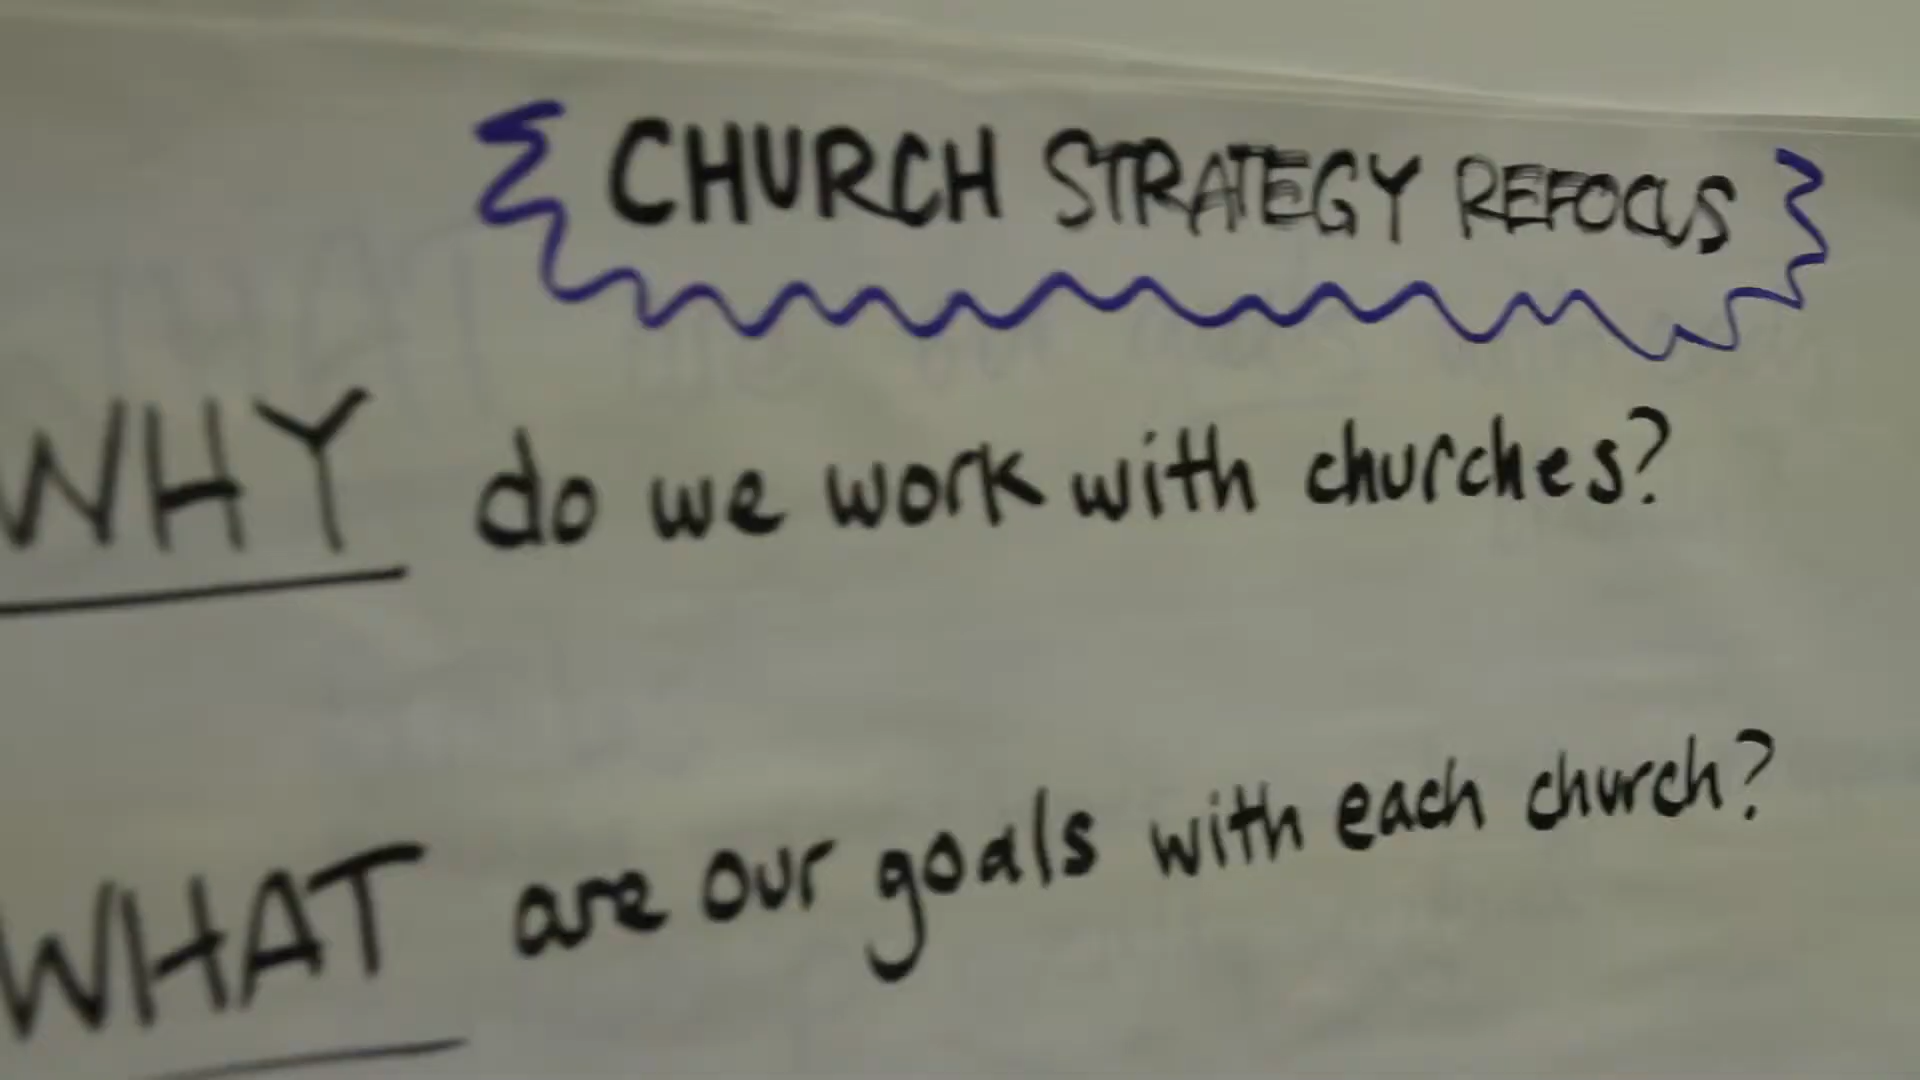 CHURCH STRATEGY REFOCUS
WHY do we work with churches?
WHAT are our goals with each church?